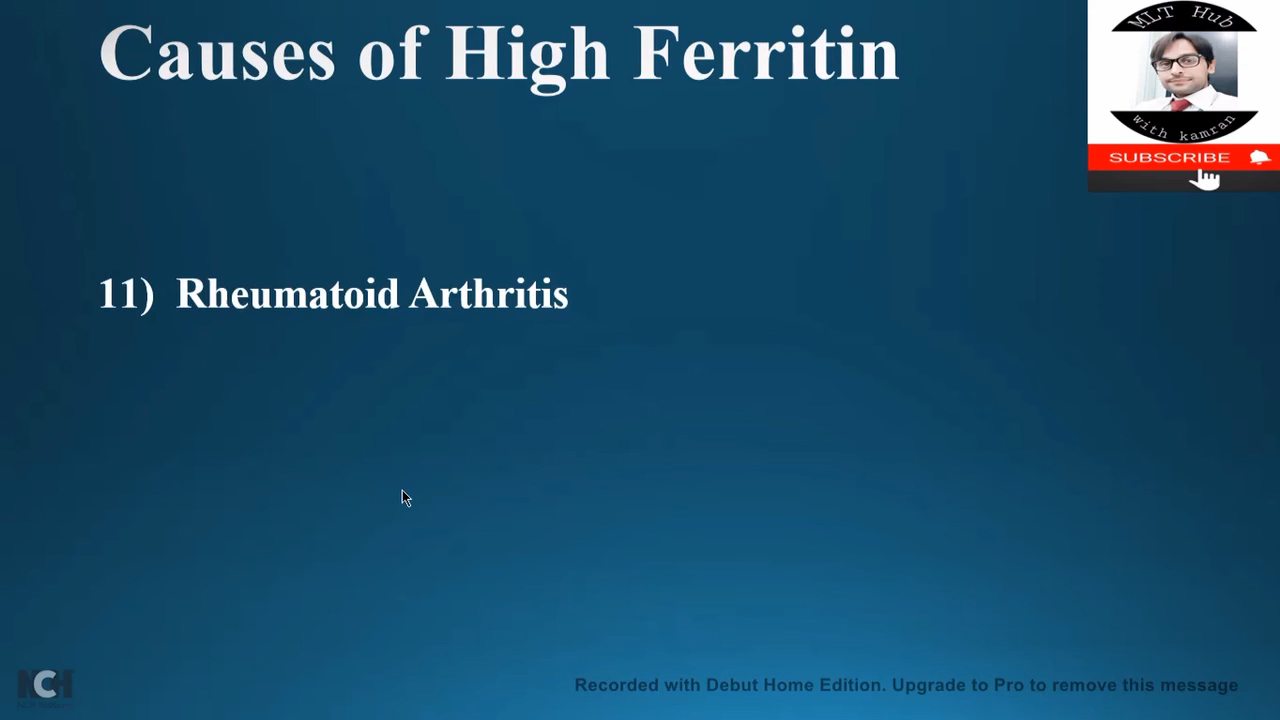 Causes of High Ferritin
MLT Hub
with kamran
SUBSCRIBE
11) Rheumatoid Arthritis
NCH
Recorded with Debut Home Edition. Upgrade to Pro to remove this message